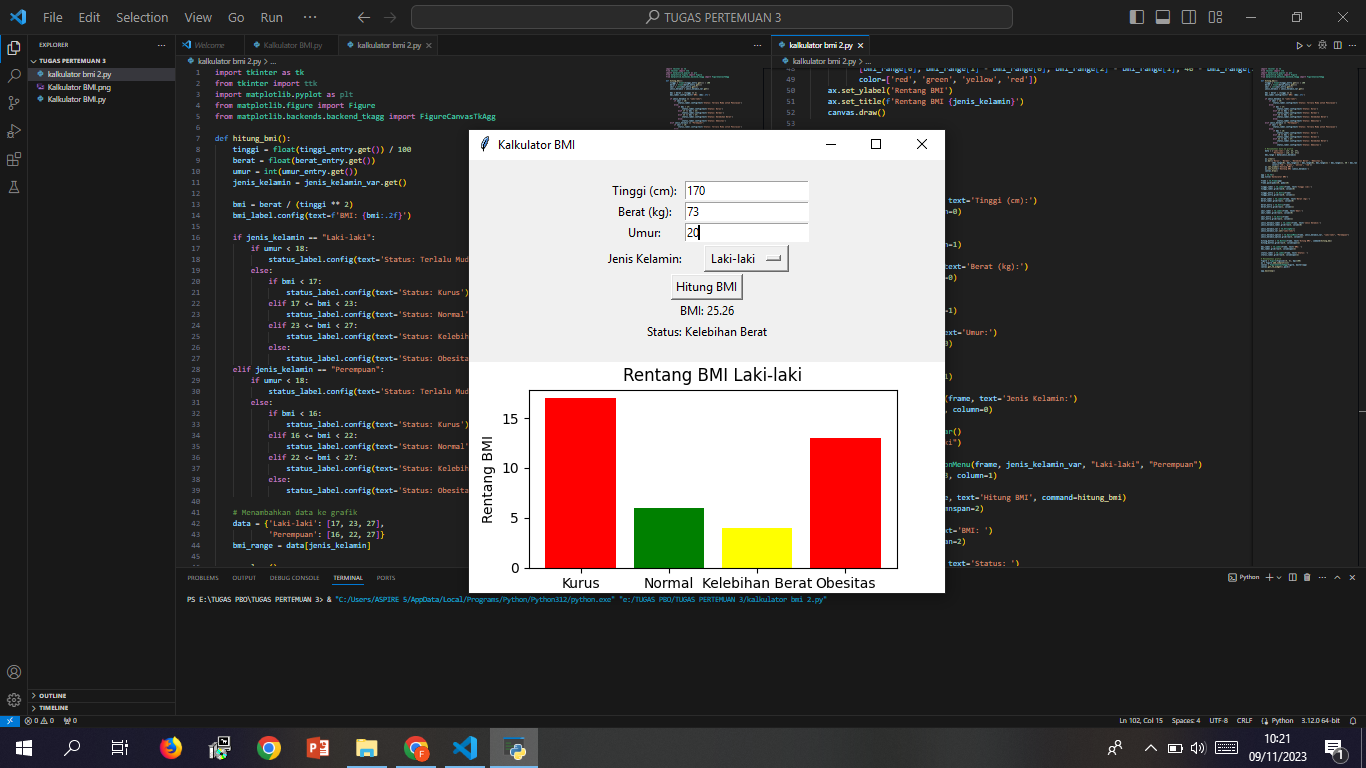 File Edit Selection View Go Run ··· TUGAS PERTEMUAN 3
EXPLORER
TUGAS PERTEMUAN 3
kalkulator bmi 2.py
Kalkulator BMI.png
Kalkulator BMI.py
OUTLINE
TIMELINE
Welcome Kalkulator BMI.py kalkulator bmi 2.py
kalkulator bmi 2.py > ...
1 import tkinter as tk
2 from tkinter import ttk
3 import matplotlib.pyplot as plt
4 from matplotlib.figure import Figure
5 from matplotlib.backends.backend_tkagg import FigureCanvasTkAgg
6
7 def hitung_bmi():
8 tinggi = float(tinggi_entry.get()) / 100
9 berat = float(berat_entry.get())
10 umur = int(umur_entry.get())
11 jenis_kelamin = jenis_kelamin_var.get()
12
13 bmi = berat / (tinggi ** 2)
14 bmi_label.config(text=f'BMI: {bmi:.2f}')
15
16 if jenis_kelamin == "Laki-laki":
17 if umur < 18:
18 status_label.config(text='Status: Terlalu Mud
19 else:
20 if bmi < 17:
21 status_label.config(text='Status: Kurus')
22 elif 17 <= bmi < 23:
23 status_label.config(text='Status: Normal'
24 elif 23 <= bmi < 27:
25 status_label.config(text='Status: Kelebih
26 else:
27 status_label.config(text='Status: Obesita
28 elif jenis_kelamin == "Perempuan":
29 if umur < 18:
30 status_label.config(text='Status: Terlalu Mud
31 else:
32 if bmi < 16:
33 status_label.config(text='Status: Kurus')
34 elif 16 <= bmi < 22:
35 status_label.config(text='Status: Normal'
36 elif 22 <= bmi < 27:
37 status_label.config(text='Status: Kelebih
38 else:
39 status_label.config(text='Status: Obesita
40
41 # Menambahkan data ke grafik
42 data = {'Laki-laki': [17, 23, 27],
43 'Perempuan': [16, 22, 27]}
44 bmi_range = data[jenis_kelamin]
45
kalkulator bmi 2.py
kalkulator bmi 2.py > ...
49 color=['red', 'green', 'yellow', 'red'])
50 ax.set_ylabel('Rentang BMI')
51 ax.set_title(f'Rentang BMI {jenis_kelamin}')
52 canvas.draw()
53
text='Tinggi (cm):')
=0)
=1)
text='Berat (kg):')
=0)
=1)
ext='Umur:')
0)
1)
(frame, text='Jenis Kelamin:')
, column=0)
ar()
ki")
onMenu(frame, jenis_kelamin_var, "Laki-laki", "Perempuan")
3, column=1)
e, text='Hitung BMI', command=hitung_bmi)
mnspan=2)
xt='BMI: ')
an=2)
text='Status: ')
Kalkulator BMI
Tinggi (cm): 170
Berat (kg): 73
Umur: 20
Jenis Kelamin: Laki-laki
Hitung BMI
BMI: 25.26
Status: Kelebihan Berat
Rentang BMI Laki-laki
Rentang BMI
15
10
5
0
Kurus Normal Kelebihan Berat Obesitas
PROBLEMS OUTPUT DEBUG CONSOLE TERMINAL PORTS
Python
PS E:\TUGAS PBO\TUGAS PERTEMUAN 3> & "C:/Users/ASPIRE 5/AppData/Local/Programs/Python/Python312/python.exe" "e:/TUGAS PBO/TUGAS PERTEMUAN 3/kalkulator bmi 2.py"
0 0 0 Ln 102, Col 15 Spaces: 4 UTF-8 CRLF Python 3.12.0 64-bit
10:21
09/11/2023
1